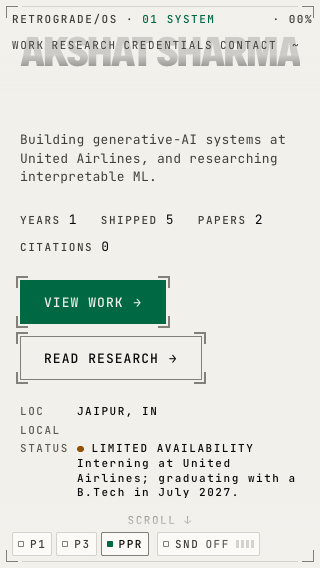 RETROGRADE/OS · 01 SYSTEM · 00%
WORK RESEARCH CREDENTIALS CONTACT ~
AKSHAT SHARMA
Building generative-AI systems at
United Airlines, and researching
interpretable ML.
YEARS 1 SHIPPED 5 PAPERS 2
CITATIONS 0
VIEW WORK →
READ RESEARCH →
LOC JAIPUR, IN
LOCAL
STATUS ● LIMITED AVAILABILITY
Interning at United
Airlines; graduating with a
B.Tech in July 2027.
SCROLL ↓
P1 P3 PPR SND OFF